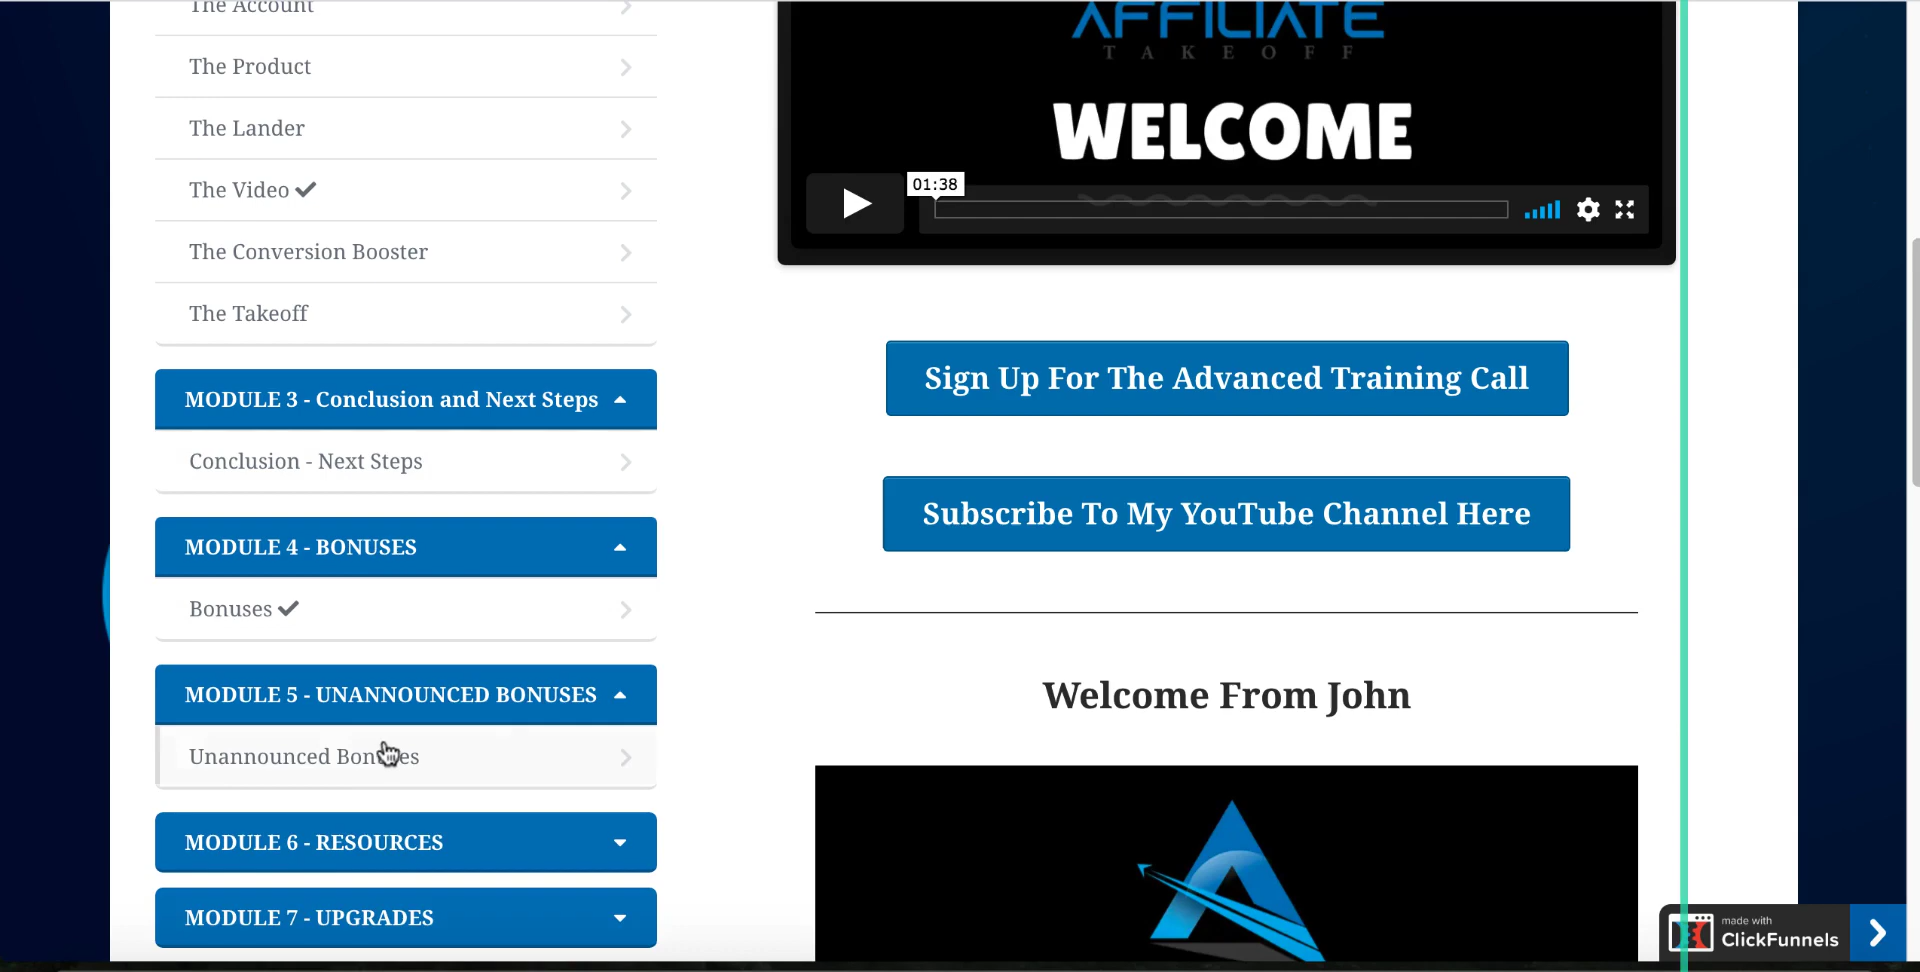 The Account
The Product
The Lander
The Video
The Conversion Booster
The Takeoff
MODULE 3 - Conclusion and Next Steps
Conclusion - Next Steps
MODULE 4 - BONUSES
Bonuses
MODULE 5 - UNANNOUNCED BONUSES
Unannounced Bonuses
MODULE 6 - RESOURCES
MODULE 7 - UPGRADES
AFFILIATE
TAKEOFF
WELCOME
01:38
Sign Up For The Advanced Training Call
Subscribe To My YouTube Channel Here
Welcome From John
made with
ClickFunnels